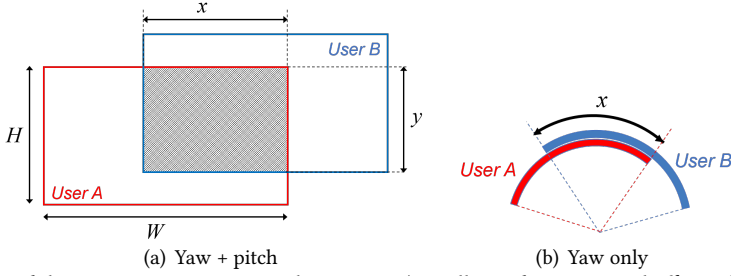 x
User B
H
y
User A
W
(a) Yaw + pitch
x
User A
User B
(b) Yaw only